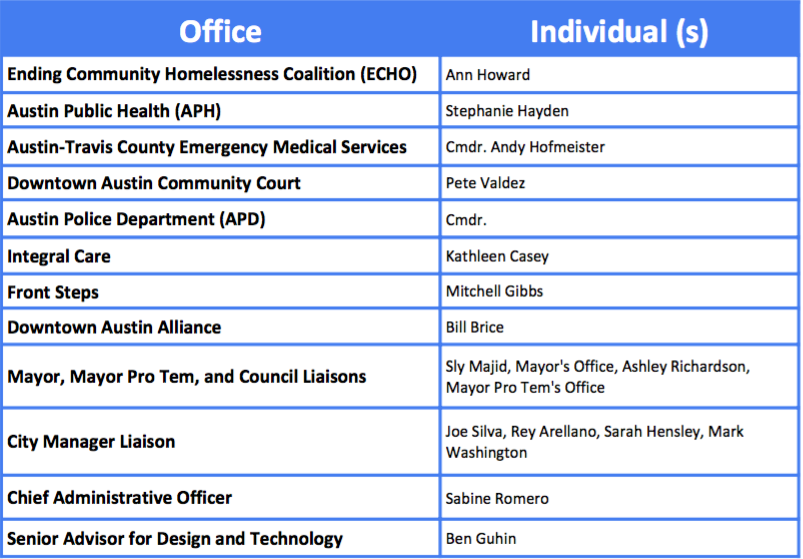 Office Individual (s)
Ending Community Homelessness Coalition (ECHO) Ann Howard
Austin Public Health (APH) Stephanie Hayden
Austin-Travis County Emergency Medical Services Cmdr. Andy Hofmeister
Downtown Austin Community Court Pete Valdez
Austin Police Department (APD) Cmdr.
Integral Care Kathleen Casey
Front Steps Mitchell Gibbs
Downtown Austin Alliance Bill Brice
Mayor, Mayor Pro Tem, and Council Liaisons Sly Majid, Mayor's Office, Ashley Richardson,
Mayor Pro Tem's Office
City Manager Liaison Joe Silva, Rey Arellano, Sarah Hensley, Mark
Washington
Chief Administrative Officer Sabine Romero
Senior Advisor for Design and Technology Ben Guhin